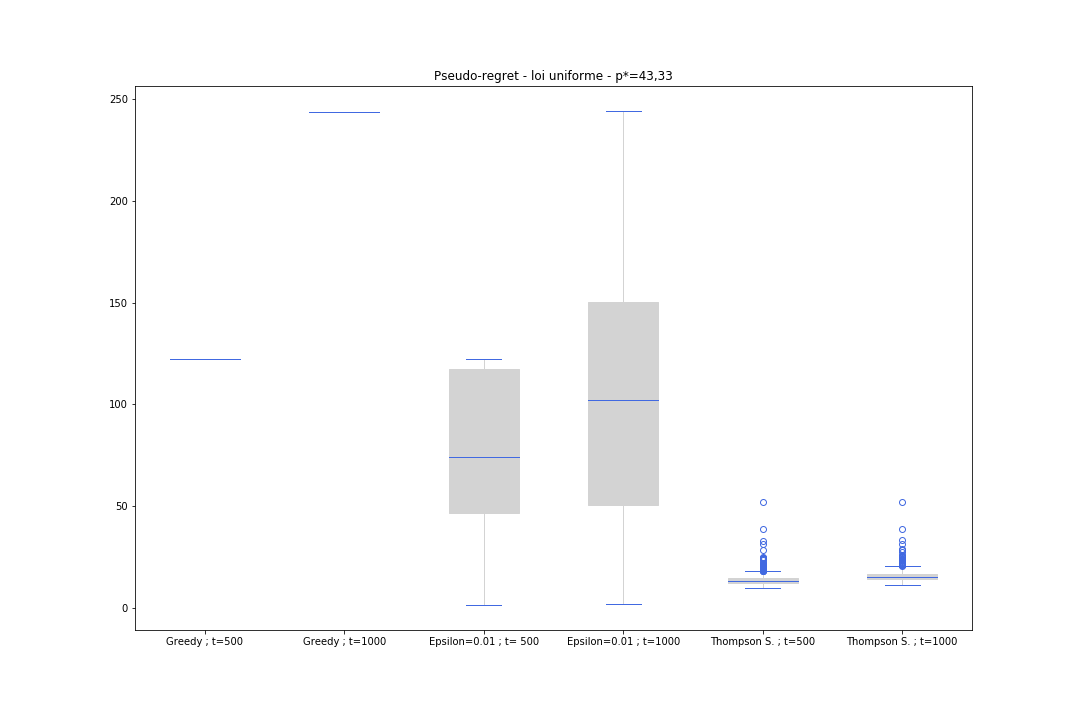 Pseudo-regret - loi uniforme - p*=43,33
250
200
150
100
50
0
Greedy ; t=500
Greedy ; t=1000
Epsilon=0.01 ; t= 500
Epsilon=0.01 ; t=1000
Thompson S. ; t=500
Thompson S. ; t=1000